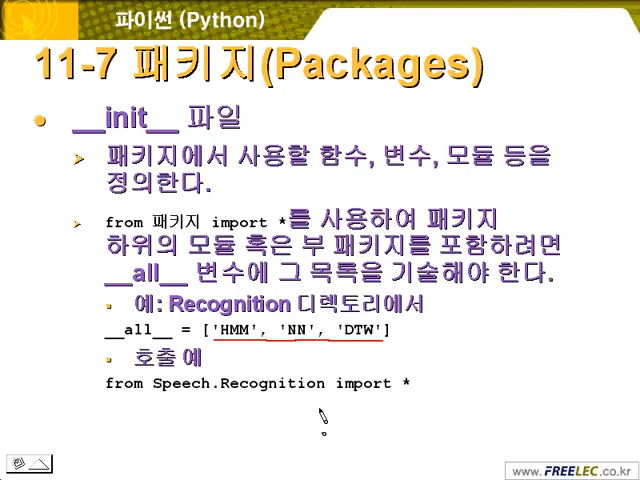 파이썬 (Python)
11-7 패키지(Packages)
__init__ 파일
패키지에서 사용할 함수, 변수, 모듈 등을
정의한다.
from 패키지 import *를 사용하여 패키지
하위의 모듈 혹은 부 패키지를 포함하려면
__all__ 변수에 그 목록을 기술해야 한다.
예: Recognition 디렉토리에서
__all__ = ['HMM', 'NN', 'DTW']
호출 예
from Speech.Recognition import *
www.FREELEC.co.kr